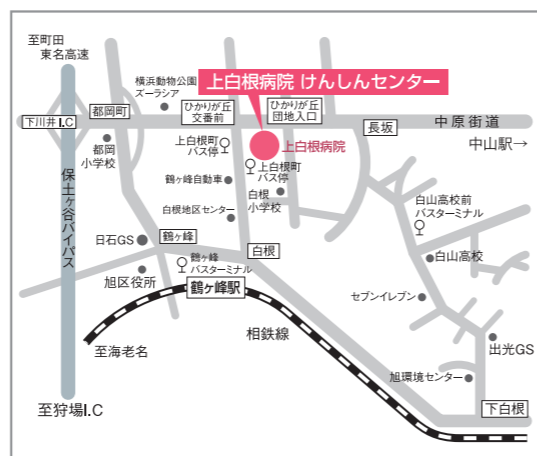 至町田
東名高速
横浜動物公園
ズーラシア
上白根病院 けんしんセンター
下川井I.C
都岡町
ひかりが丘
交番前
ひかりが丘
団地入口
長坂
中原街道
中山駅→
都岡
小学校
上白根町
バス停
上白根病院
上白根町
バス停
保土ヶ谷バイパス
鶴ヶ峰自動車
白根
小学校
白山高校前
バスターミナル
白根地区センター
日石GS
鶴ヶ峰
白根
白山高校
鶴ヶ峰
バスターミナル
旭区役所
鶴ヶ峰駅
セブンイレブン
相鉄線
至海老名
出光GS
旭環境センター
至狩場I.C
下白根